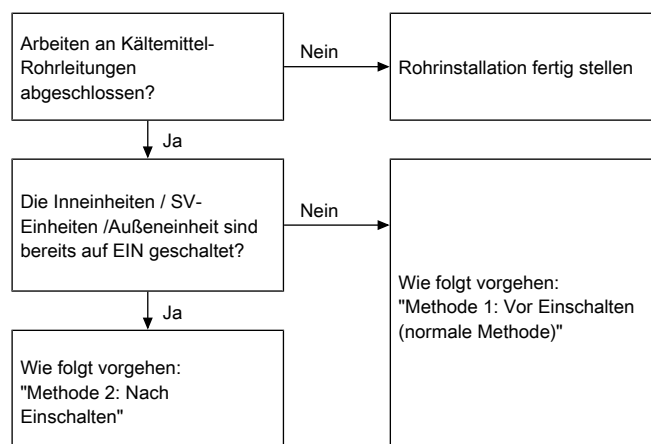 Arbeiten an Kältemittel-
Rohrleitungen
abgeschlossen?
Nein
Rohrinstallation fertig stellen
Ja
Die Inneinheiten / SV-
Einheiten /Außeneinheit sind
bereits auf EIN geschaltet?
Nein
Wie folgt vorgehen:
"Methode 1: Vor Einschalten
(normale Methode)"
Ja
Wie folgt vorgehen:
"Methode 2: Nach
Einschalten"